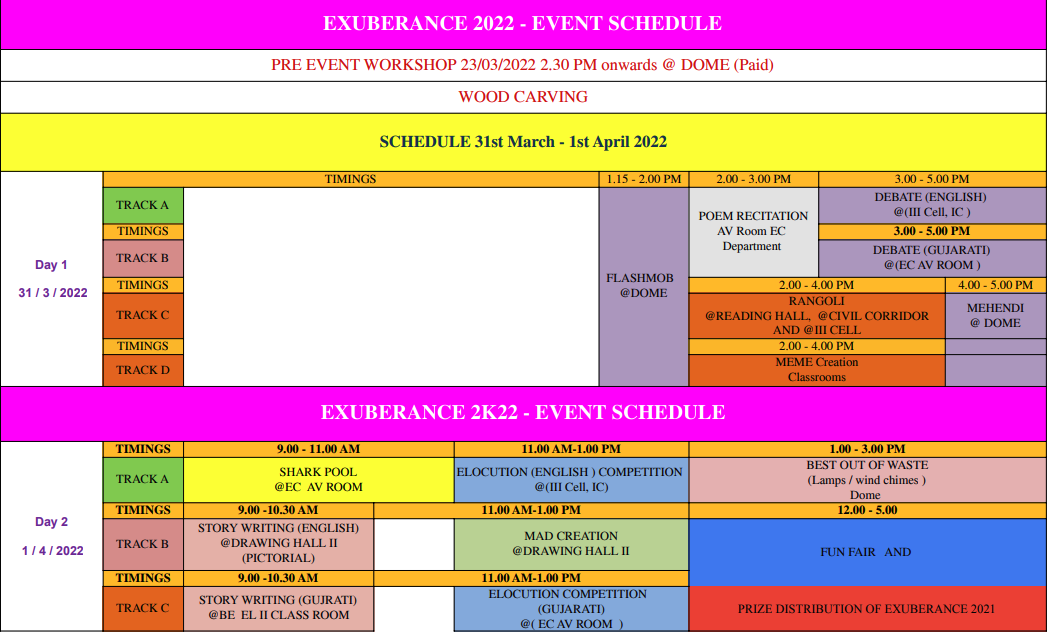 EXUBERANCE 2022 - EVENT SCHEDULE
PRE EVENT WORKSHOP 23/03/2022 2.30 PM onwards @ DOME (Paid)
WOOD CARVING
SCHEDULE 31st March - 1st April 2022
Day 1
31 / 3 / 2022
TIMINGS
1.15 - 2.00 PM
2.00 - 3.00 PM
3.00 - 5.00 PM
TRACK A
FLASHMOB
@DOME
POEM RECITATION
AV Room EC
Department
DEBATE (ENGLISH)
@(III Cell, IC )
TIMINGS
3.00 - 5.00 PM
TRACK B
DEBATE (GUJARATI)
@(EC AV ROOM )
TIMINGS
2.00 - 4.00 PM
4.00 - 5.00 PM
TRACK C
RANGOLI
@READING HALL, @CIVIL CORRIDOR
AND @III CELL
MEHENDI
@ DOME
TIMINGS
2.00 - 4.00 PM
TRACK D
MEME Creation
Classrooms
EXUBERANCE 2K22 - EVENT SCHEDULE
Day 2
1 / 4 / 2022
TIMINGS
9.00 - 11.00 AM
11.00 AM-1.00 PM
1.00 - 3.00 PM
TRACK A
SHARK POOL
@EC AV ROOM
ELOCUTION (ENGLISH ) COMPETITION
@(III Cell, IC)
BEST OUT OF WASTE
(Lamps / wind chimes )
Dome
TIMINGS
9.00 -10.30 AM
11.00 AM-1.00 PM
12.00 - 5.00
TRACK B
STORY WRITING (ENGLISH)
@DRAWING HALL II
(PICTORIAL)
MAD CREATION
@DRAWING HALL II
FUN FAIR AND
TIMINGS
9.00 -10.30 AM
11.00 AM-1.00 PM
TRACK C
STORY WRITING (GUJRATI)
@BE EL II CLASS ROOM
ELOCUTION COMPETITION
(GUJARATI)
@( EC AV ROOM )
PRIZE DISTRIBUTION OF EXUBERANCE 2021